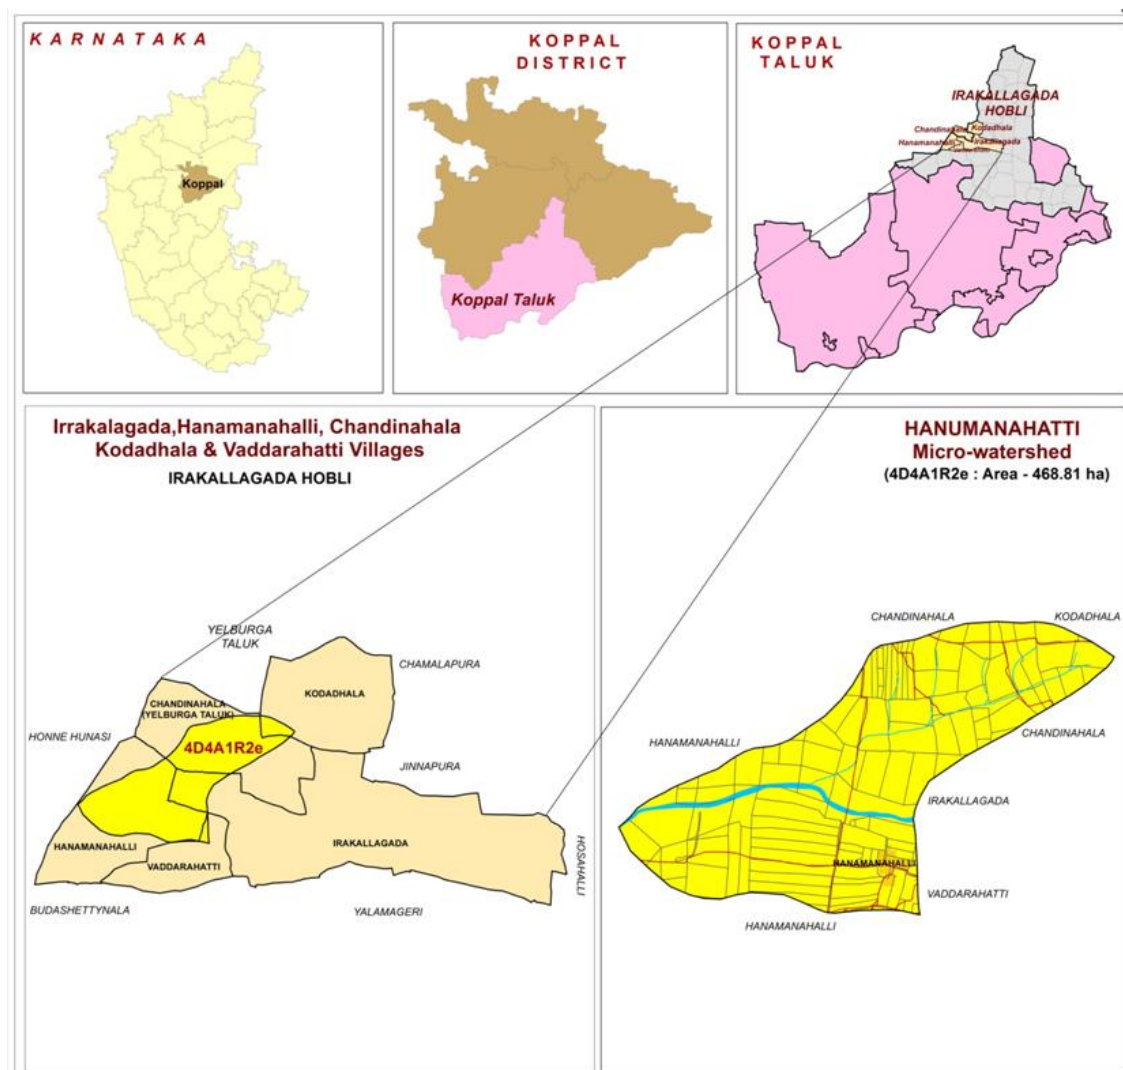 KARNATAKA
Koppal
KOPPAL
DISTRICT
Koppal Taluk
KOPPAL
TALUK
IRAKALLAGADA
HOBLI
Kodadhala
Hanamanahalli
Irakallagada
Irrakalagada,Hanamanahalli, Chandinahala
Kodadhala & Vaddarahatti Villages
IRAKALLAGADA HOBLI
YELBURGA
TALUK
CHAMALAPURA
KODADHALA
CHANDINAHALA
(YELBURGA TALUK)
HONNE HUNASI
4D4A1R2e
JINNAPURA
HANAMANAHALLI
IRAKALLAGADA
VADDARAHATTI
HOSAHALLI
BUDASHETTYNALA
YALAMAGERI
HANUMANAHATTI
Micro-watershed
(4D4A1R2e : Area - 468.81 ha)
CHANDINAHALA
KODADHALA
HANAMANAHALLI
CHANDINAHALA
IRAKALLAGADA
HANAMANAHALLI
VADDARAHATTI
HANAMANAHALLI